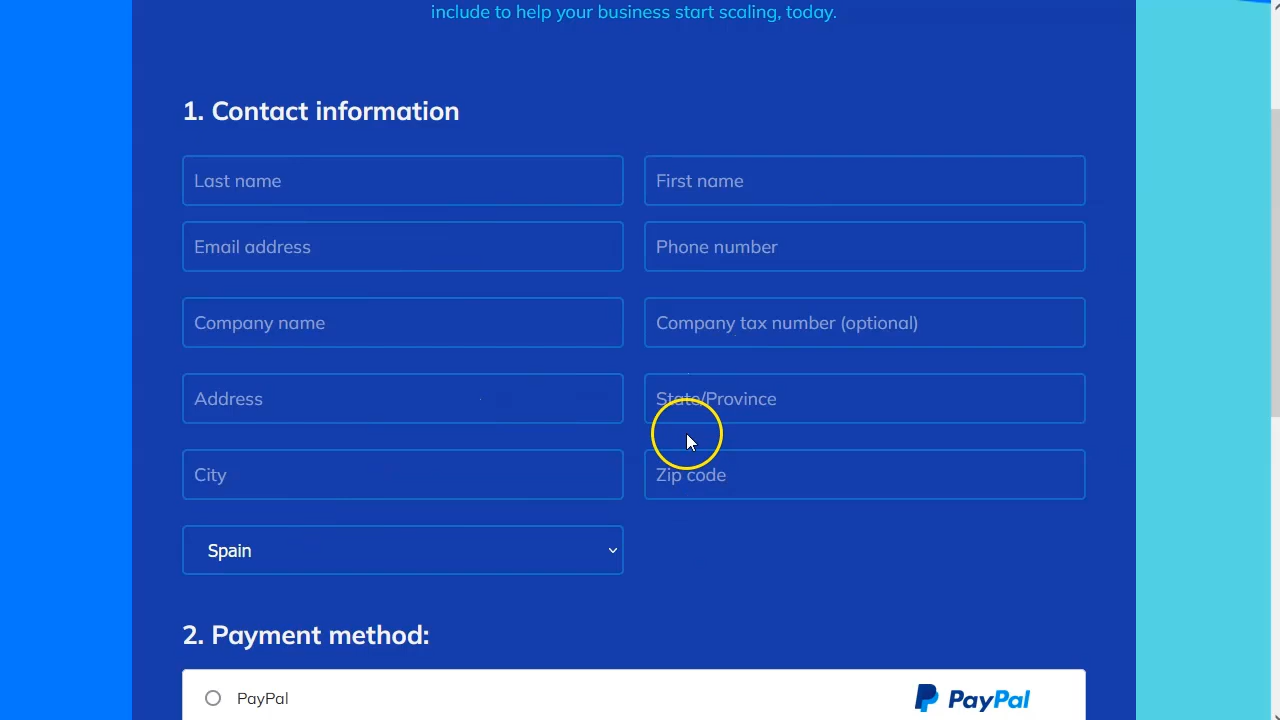 include to help your business start scaling, today.
1. Contact information
Last name
First name
Email address
Phone number
Company name
Company tax number (optional)
Address
State/Province
City
Zip code
Spain
2. Payment method:
PayPal
PayPal